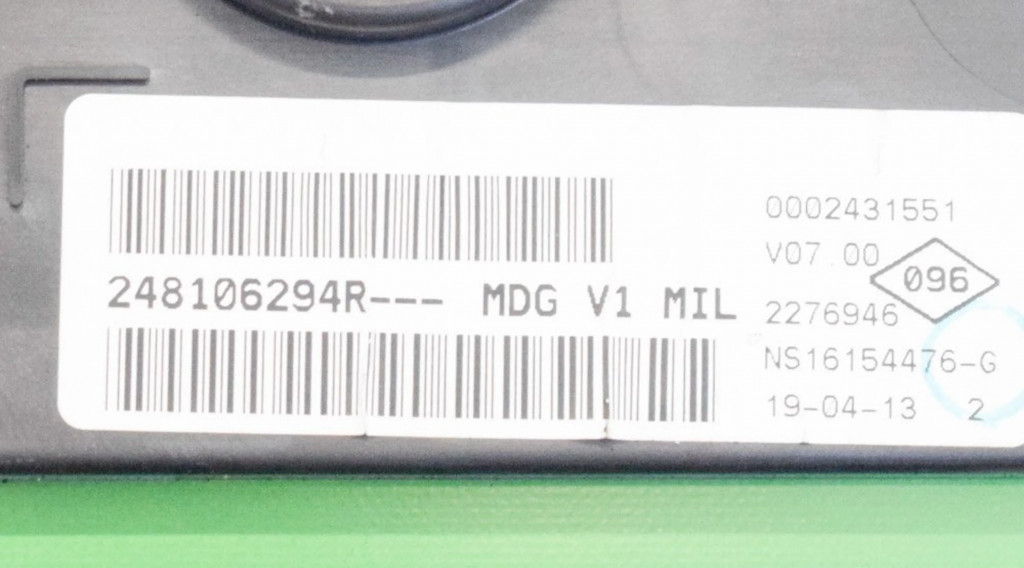 248106294R--- MDG V1 MIL
0002431551
V07.00
096
2276946
NS16154476-G
19-04-13 2